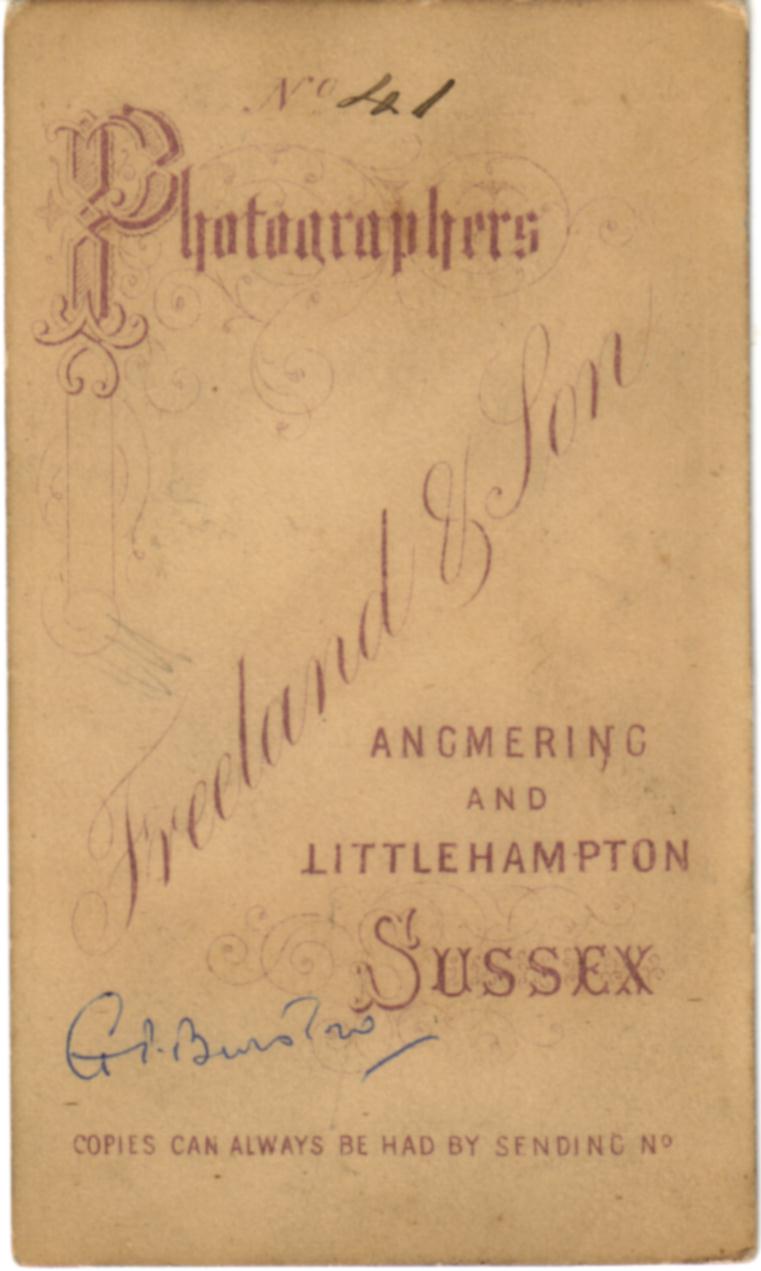 Nº 41
Photographers
Freeland & Son
ANGMERING
AND
LITTLEHAMPTON
SUSSEX
COPIES CAN ALWAYS BE HAD BY SENDING Nº